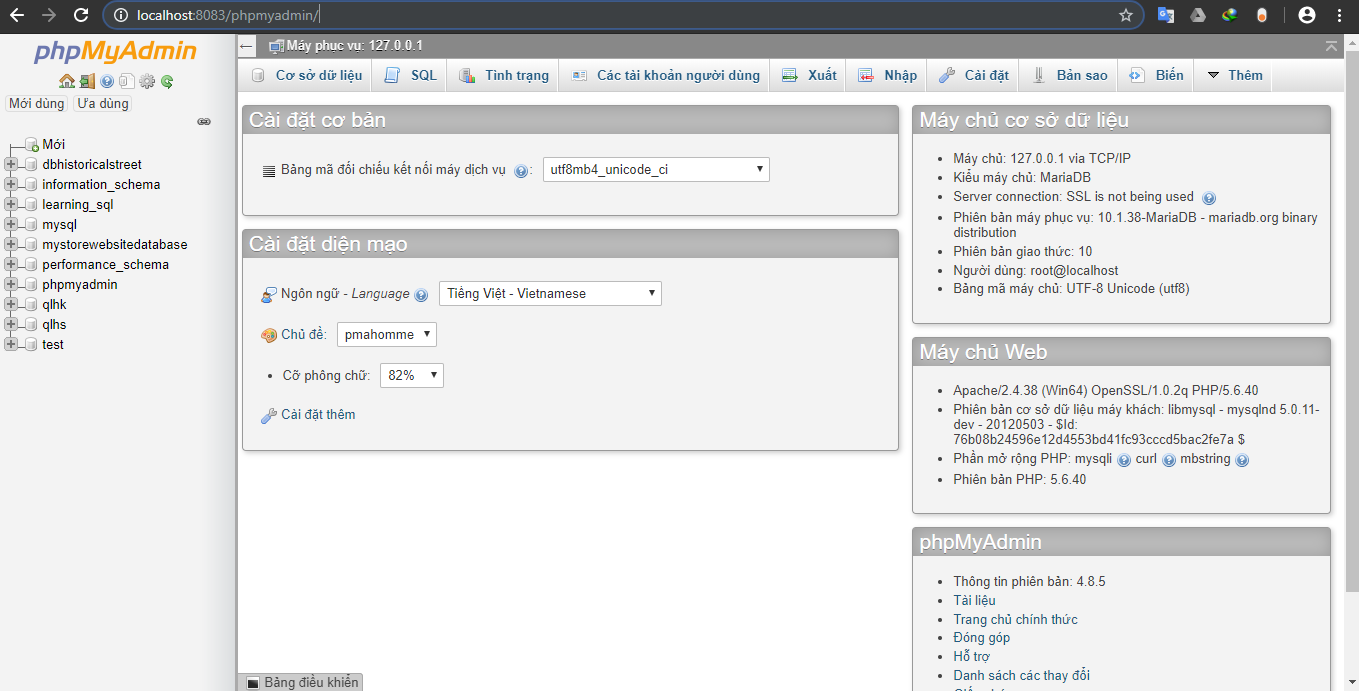 localhost:8083/phpmyadmin/
phpMyAdmin
Mới dùng Ưa dùng
Mới
dbhistoricalstreet
information_schema
learning_sql
mysql
mystorewebsitedatabase
performance_schema
phpmyadmin
qlhk
qlhs
test
Máy phục vụ: 127.0.0.1
Cơ sở dữ liệu SQL Tình trạng Các tài khoản người dùng Xuất Nhập Cài đặt Bản sao Biến Thêm
Cài đặt cơ bản
Bảng mã đối chiếu kết nối máy dịch vụ : utf8mb4_unicode_ci
Cài đặt diện mạo
Ngôn ngữ - Language Tiếng Việt - Vietnamese
Chủ đề: pmahomme
Cỡ phông chữ: 82%
Cài đặt thêm
Máy chủ cơ sở dữ liệu
Máy chủ: 127.0.0.1 via TCP/IP
Kiểu máy chủ: MariaDB
Server connection: SSL is not being used
Phiên bản máy phục vụ: 10.1.38-MariaDB - mariadb.org binary
distribution
Phiên bản giao thức: 10
Người dùng: root@localhost
Bảng mã máy chủ: UTF-8 Unicode (utf8)
Máy chủ Web
Apache/2.4.38 (Win64) OpenSSL/1.0.2q PHP/5.6.40
Phiên bản cơ sở dữ liệu máy khách: libmysql - mysqlnd 5.0.11-
dev - 20120503 - $Id:
76b08b24596e12d4553bd41fc93cccd5bac2fe7a $
Phần mở rộng PHP: mysqli curl mbstring
Phiên bản PHP: 5.6.40
phpMyAdmin
Thông tin phiên bản: 4.8.5
Tài liệu
Trang chủ chính thức
Đóng góp
Hỗ trợ
Danh sách các thay đổi
Bảng điều khiển